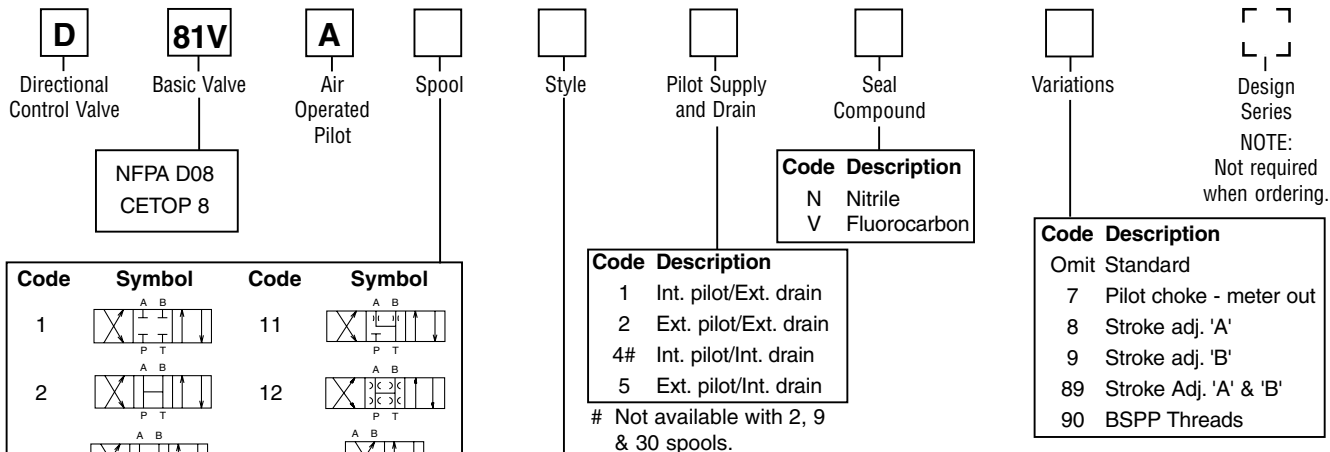 D 81V A
Directional
Control Valve
Basic Valve
Air
Operated
Pilot
Spool
Style
Pilot Supply
and Drain
Seal
Compound
Variations
Design
Series
NOTE:
Not required
when ordering.
NFPA D08
CETOP 8
Code Description
N Nitrile
V Fluorocarbon
Code Description
1 Int. pilot/Ext. drain
2 Ext. pilot/Ext. drain
4# Int. pilot/Int. drain
5 Ext. pilot/Int. drain
# Not available with 2, 9
& 30 spools.
Code Description
Omit Standard
7 Pilot choke - meter out
8 Stroke adj. 'A'
9 Stroke adj. 'B'
89 Stroke Adj. 'A' & 'B'
90 BSPP Threads
Code Symbol Code Symbol
A B A B
1 11
P T P T
A B A B
2 12
P T P T
A B A B